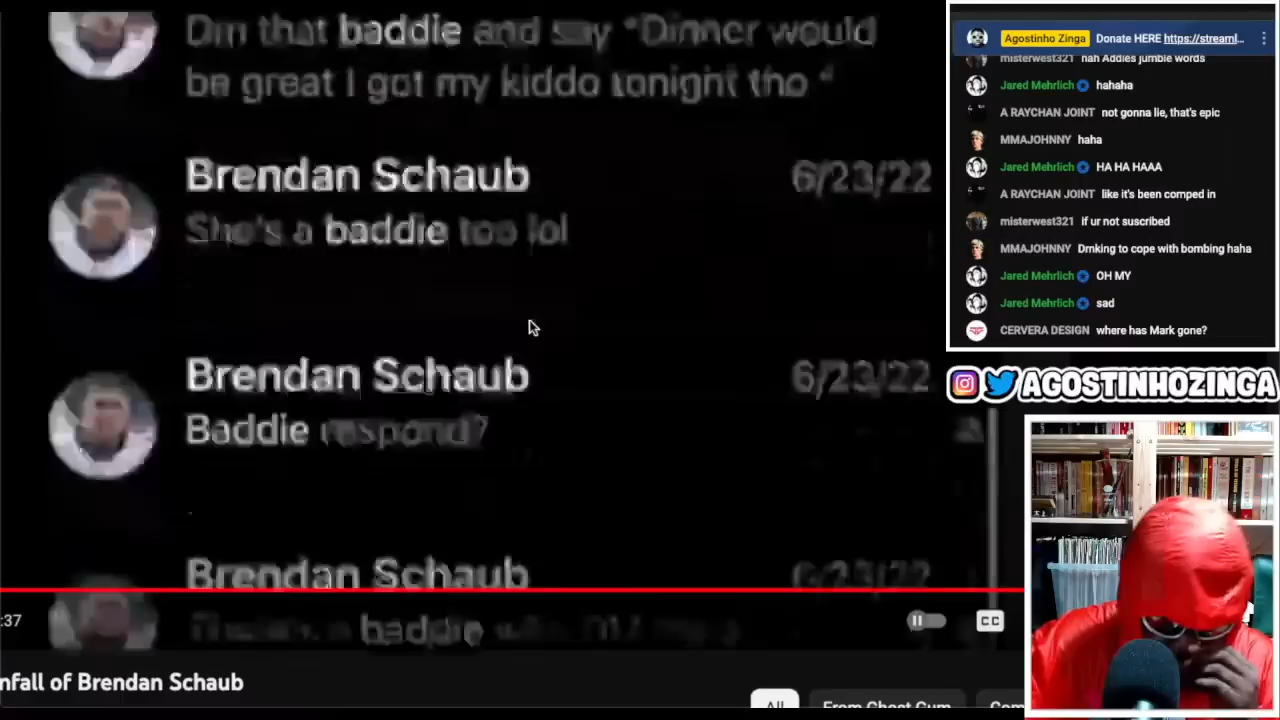 Dm that baddie and say "Dinner would
be great I got my kiddo tonight tho "
Brendan Schaub 6/23/22
She's a baddie too lol
Brendan Schaub 6/23/22
Baddie respond?
Brendan Schaub 6/23/22
baddie
:37
CC
nfall of Brendan Schaub
All From Ghost Gum Com
Agostinho Zinga Donate HERE https://streaml...
misterwest321 nah Addies jumble words
Jared Mehrlich hahaha
A RAYCHAN JOINT not gonna lie, that's epic
MMAJOHNNY haha
Jared Mehrlich HA HA HAAA
A RAYCHAN JOINT like it's been comped in
misterwest321 if ur not suscribed
MMAJOHNNY Drnking to cope with bombing haha
Jared Mehrlich OH MY
Jared Mehrlich sad
CERVERA DESIGN where has Mark gone?
AGOSTINHOZINGA